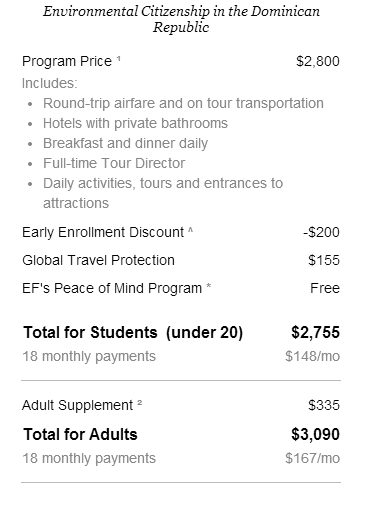 Environmental Citizenship in the Dominican
Republic
Program Price ¹ $2,800
Includes:
• Round-trip airfare and on tour transportation
• Hotels with private bathrooms
• Breakfast and dinner daily
• Full-time Tour Director
• Daily activities, tours and entrances to
attractions
Early Enrollment Discount ^ -$200
Global Travel Protection $155
EF's Peace of Mind Program * Free
Total for Students (under 20) $2,755
18 monthly payments $148/mo
Adult Supplement ² $335
Total for Adults $3,090
18 monthly payments $167/mo